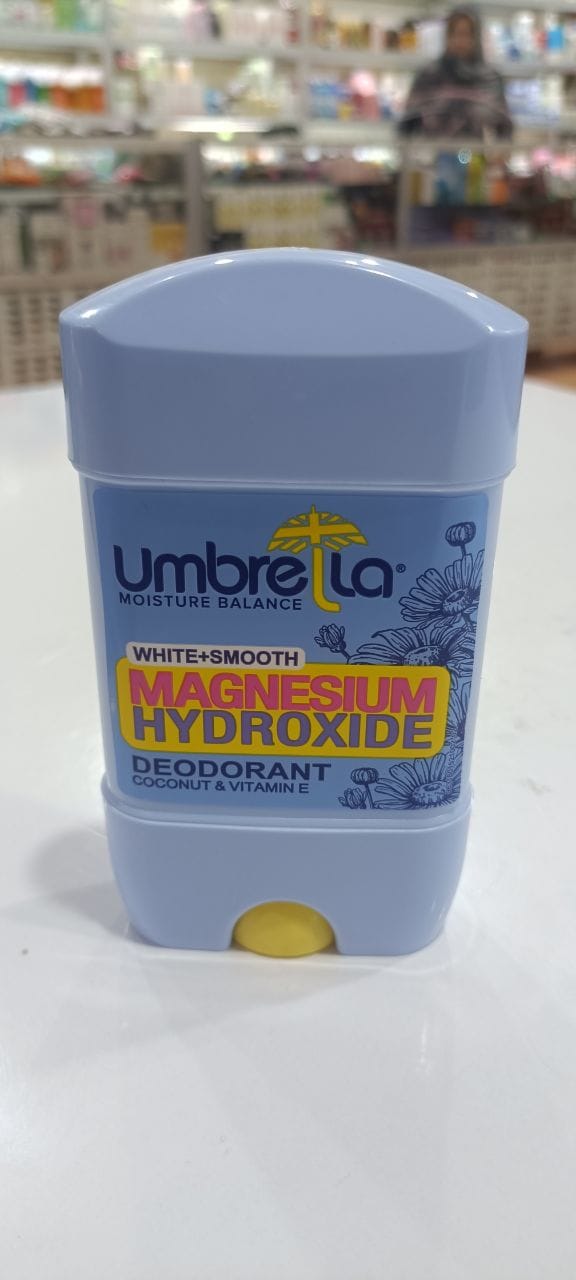 Umbrella®
MOISTURE BALANCE
WHITE+SMOOTH
MAGNESIUM
HYDROXIDE
DEODORANT
COCONUT & VITAMIN E